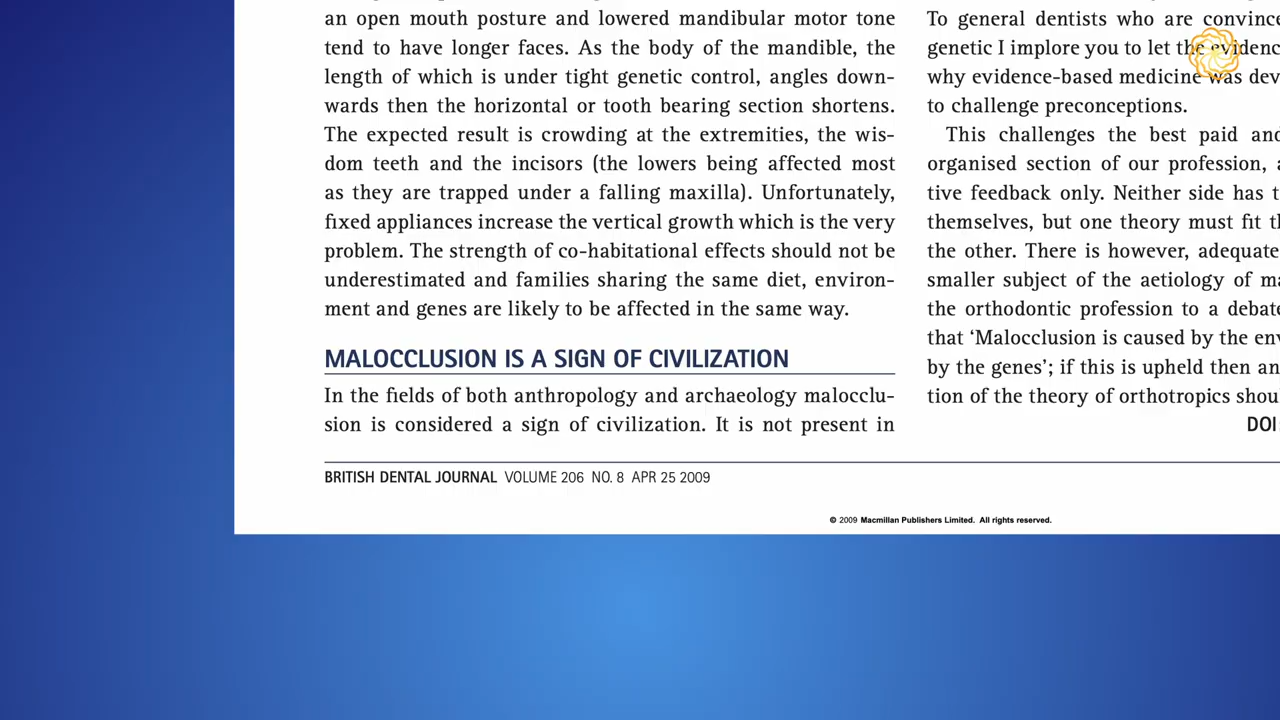 an open mouth posture and lowered mandibular motor tone
tend to have longer faces. As the body of the mandible, the
length of which is under tight genetic control, angles down-
wards then the horizontal or tooth bearing section shortens.
The expected result is crowding at the extremities, the wis-
dom teeth and the incisors (the lowers being affected most
as they are trapped under a falling maxilla). Unfortunately,
fixed appliances increase the vertical growth which is the very
problem. The strength of co-habitational effects should not be
underestimated and families sharing the same diet, environ-
ment and genes are likely to be affected in the same way.
MALOCCLUSION IS A SIGN OF CIVILIZATION
In the fields of both anthropology and archaeology malocclu-
sion is considered a sign of civilization. It is not present in
To general dentists who are
genetic I implore you to let the
why evidence-based medicine was
to challenge preconceptions.
This challenges the best paid
organised section of our profession,
tive feedback only. Neither side has
themselves, but one theory must fit
the other. There is however,
smaller subject of the aetiology of
the orthodontic profession to a
that ‘Malocclusion is caused by the
by the genes’; if this is upheld then
tion of the theory of orthotropics
DOI:
BRITISH DENTAL JOURNAL VOLUME 206 NO. 8 APR 25 2009
© 2009 Macmillan Publishers Limited. All rights reserved.